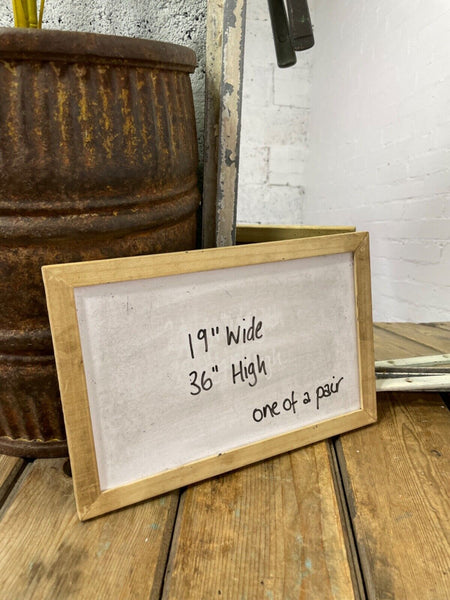 19" Wide
36" High
one of a pair